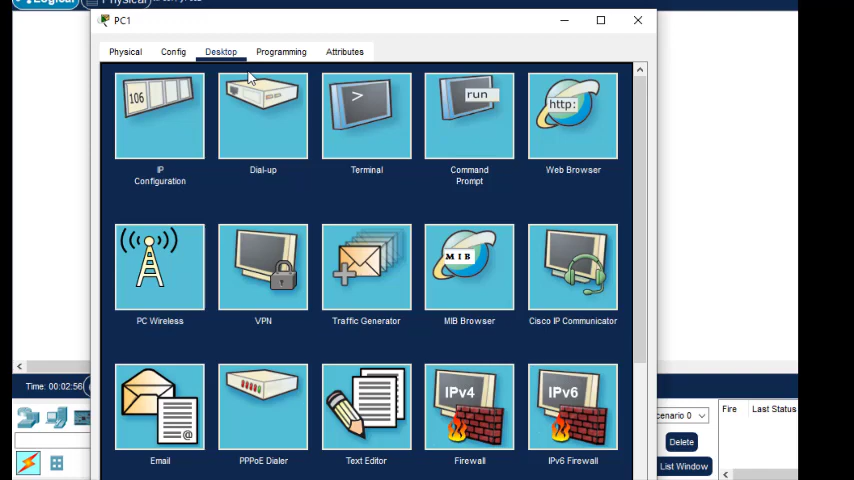 Logical
Physical
PC1
Physical
Config
Desktop
Programming
Attributes
106
>
run
http:
IP
Configuration
Dial-up
Terminal
Command
Prompt
Web Browser
MIB
PC Wireless
VPN
Traffic Generator
MIB Browser
Cisco IP Communicator
Time: 00:02:56
@
IPv4
IPv6
Fire
Last Status
Delete
List Window
Email
PPPoE Dialer
Text Editor
Firewall
IPv6 Firewall